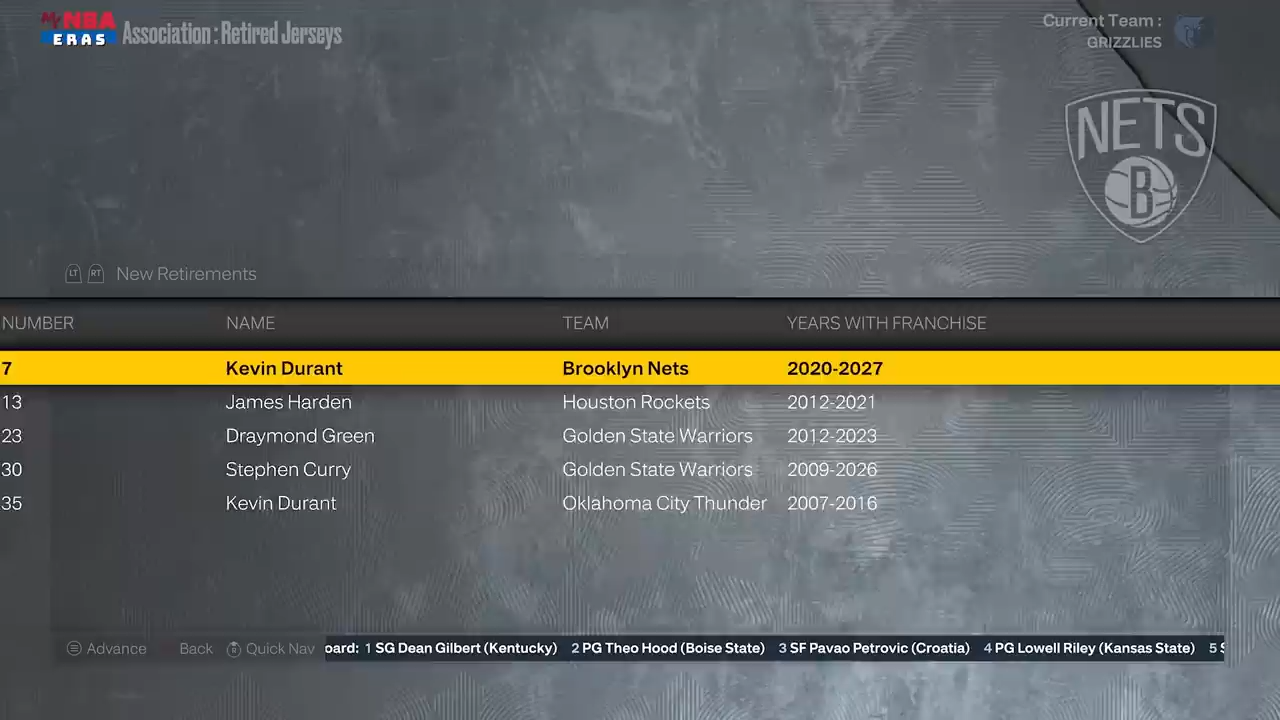 My NBA ERAS Association : Retired Jerseys
Current Team :
GRIZZLIES
NETS
B
LT RT New Retirements
NUMBER NAME TEAM YEARS WITH FRANCHISE
7 Kevin Durant Brooklyn Nets 2020-2027
13 James Harden Houston Rockets 2012-2021
23 Draymond Green Golden State Warriors 2012-2023
30 Stephen Curry Golden State Warriors 2009-2026
35 Kevin Durant Oklahoma City Thunder 2007-2016
Advance Back R Quick Nav oard: 1 SG Dean Gilbert (Kentucky) 2 PG Theo Hood (Boise State) 3 SF Pavao Petrovic (Croatia) 4 PG Lowell Riley (Kansas State) 5